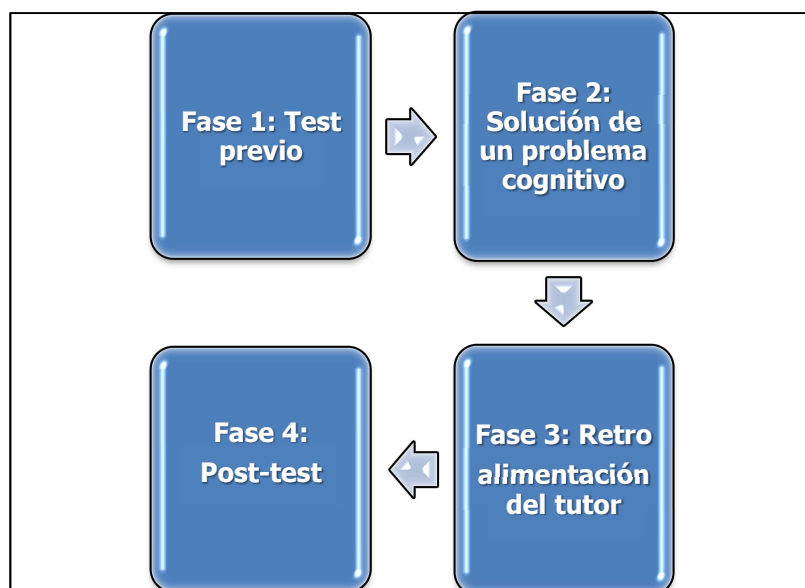 Fase 1: Test
previo
Fase 2:
Solución de
un problema
cognitivo
Fase 3: Retro
alimentación
del tutor
Fase 4:
Post-test